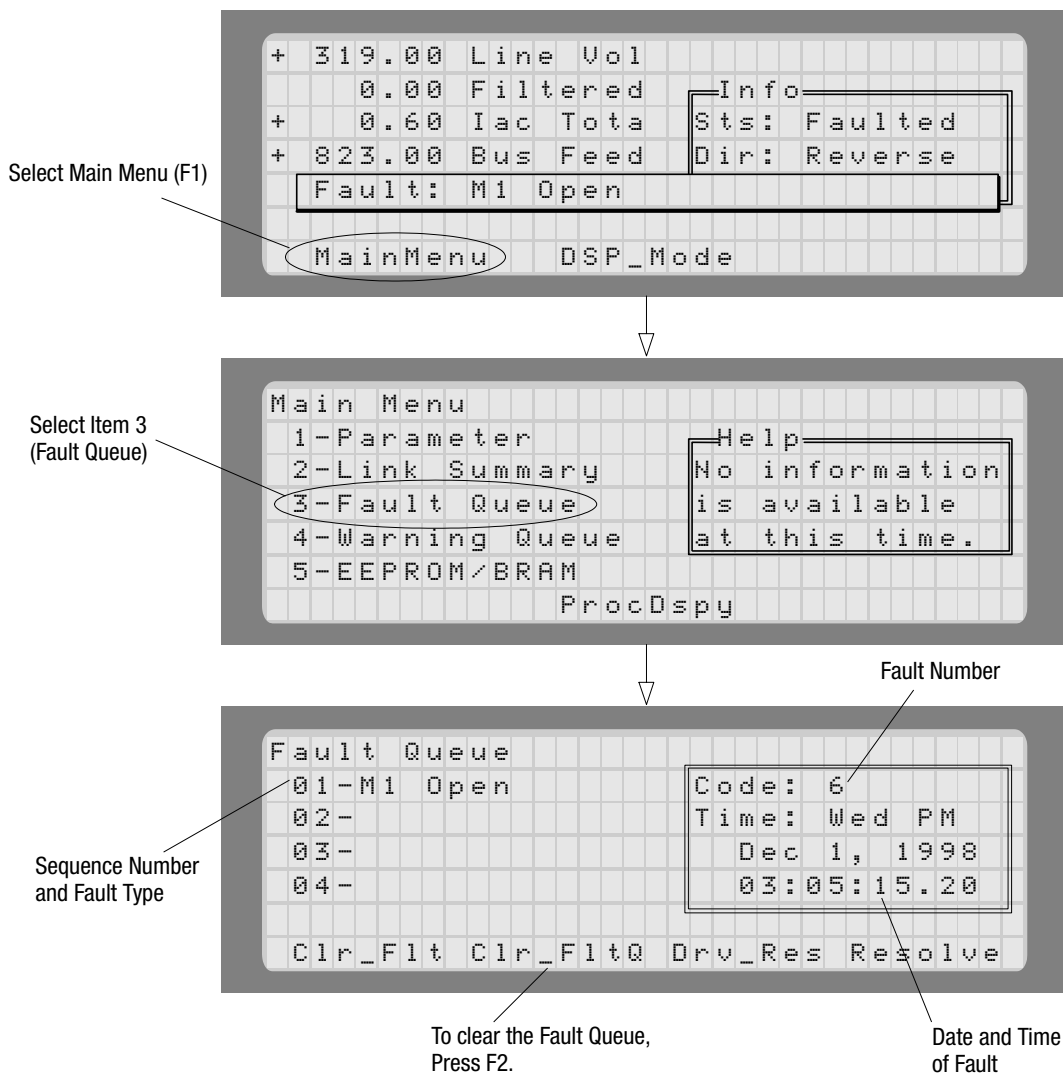 + 319.00 Line Vol
0.00 Filtered
Info
+ 0.60 Iac Tota
Sts: Faulted
+ 823.00 Bus Feed
Dir: Reverse
Fault: M1 Open
MainMenu DSP_Mode
Select Main Menu (F1)
Main Menu
1-Parameter
Help
2-Link Summary
No information
3-Fault Queue
is available
4-Warning Queue
at this time.
5-EEPROM/BRAM
ProcDspy
Select Item 3
(Fault Queue)
Fault Number
Fault Queue
01-M1 Open
Code: 6
02-
Time: Wed PM
03-
Dec 1, 1998
04-
03:05:15.20
Clr_Flt Clr_FltQ Drv_Res Resolve
Sequence Number
and Fault Type
To clear the Fault Queue,
Press F2.
Date and Time
of Fault